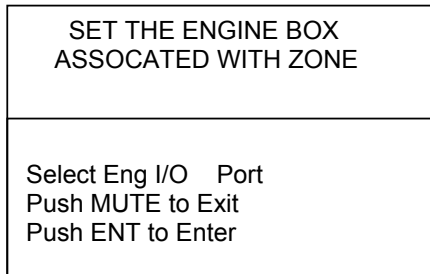 SET THE ENGINE BOX
ASSOCATED WITH ZONE
Select Eng I/O Port
Push MUTE to Exit
Push ENT to Enter